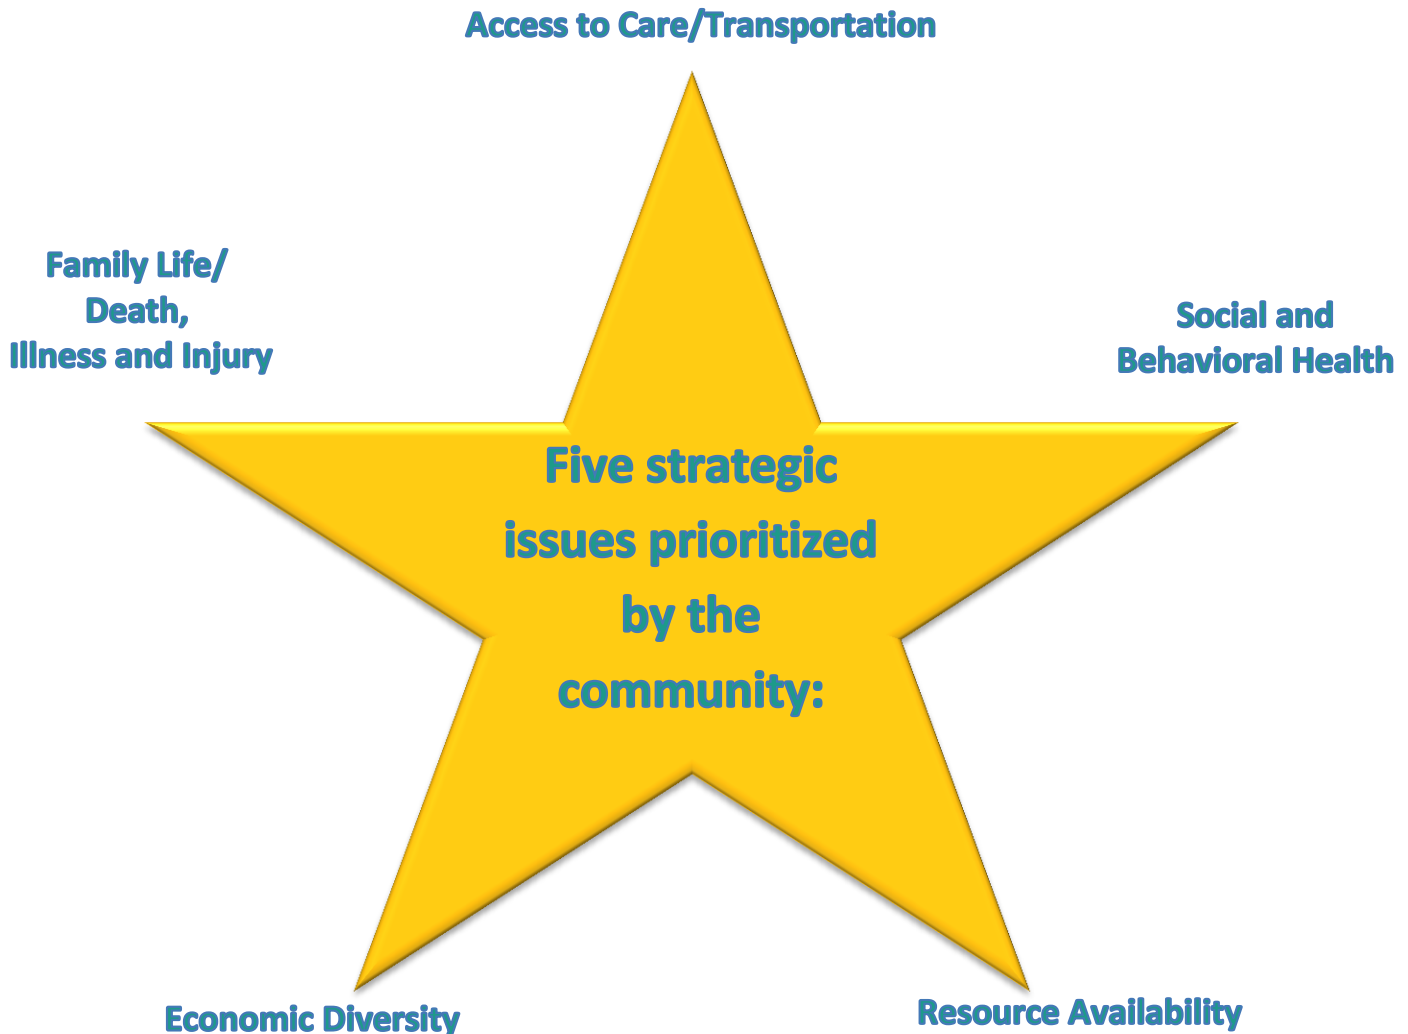 Access to Care/Transportation
Family Life/
Death,
Illness and Injury
Social and
Behavioral Health
Five strategic
issues prioritized
by the
community:
Economic Diversity
Resource Availability